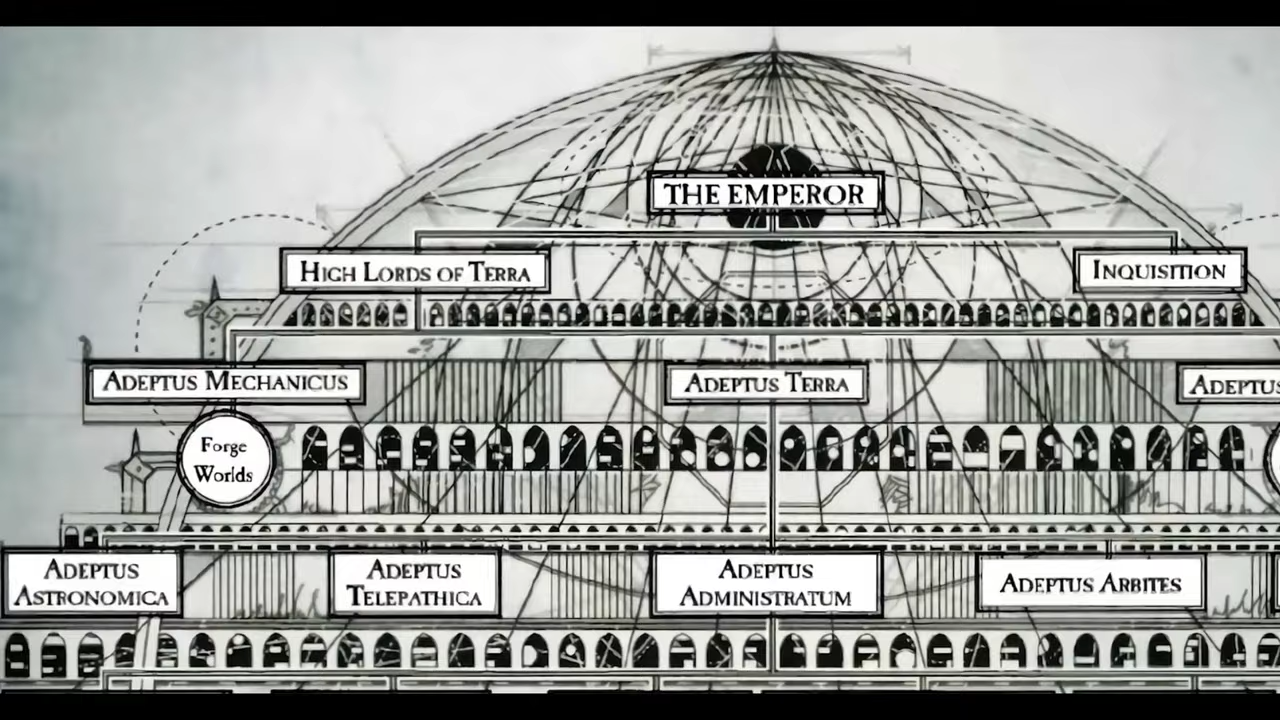 THE EMPEROR
HIGH LORDS OF TERRA
INQUISITION
ADEPTUS MECHANICUS
ADEPTUS TERRA
ADEPTUS
Forge
Worlds
ADEPTUS
ASTRONOMICA
ADEPTUS
TELEPATHICA
ADEPTUS
ADMINISTRATUM
ADEPTUS ARBITES